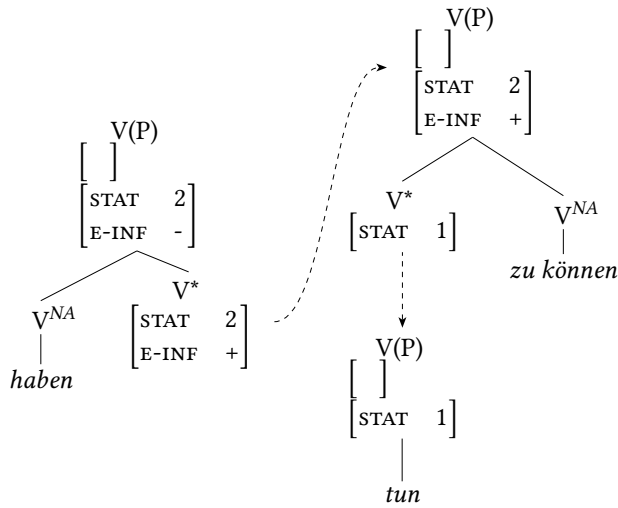 V(P)
[ ]
[STAT 2
E-INF -]
V^NA
haben
V*
[STAT 2
E-INF +]
V(P)
[ ]
[STAT 2
E-INF +]
V*
[STAT 1]
V^NA
zu können
V(P)
[ ]
[STAT 1]
tun